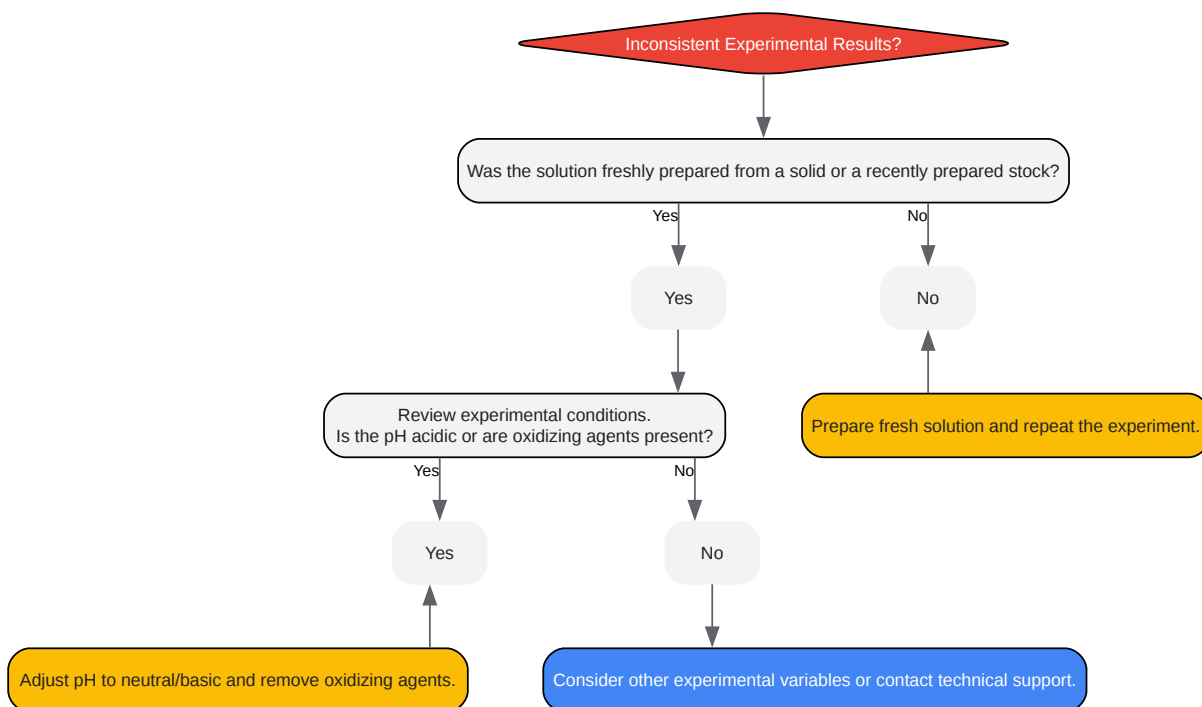 Inconsistent Experimental Results?
Was the solution freshly prepared from a solid or a recently prepared stock?
Yes
No
Yes
No
Review experimental conditions.
Is the pH acidic or are oxidizing agents present?
Prepare fresh solution and repeat the experiment.
Yes
No
Yes
No
Adjust pH to neutral/basic and remove oxidizing agents.
Consider other experimental variables or contact technical support.